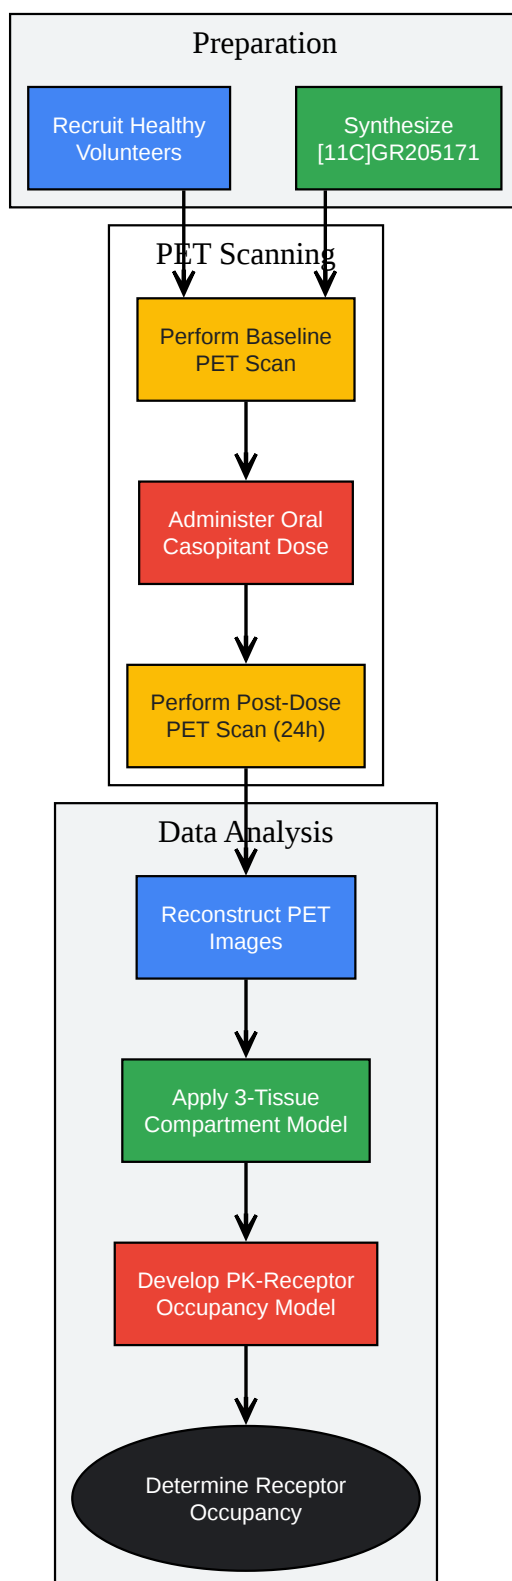 Preparation
Recruit Healthy
Volunteers
Synthesize
[11C]GR205171
PET Scanning
Perform Baseline
PET Scan
Administer Oral
Casopitant Dose
Perform Post-Dose
PET Scan (24h)
Data Analysis
Reconstruct PET
Images
Apply 3-Tissue
Compartment Model
Develop PK-Receptor
Occupancy Model
Determine Receptor
Occupancy